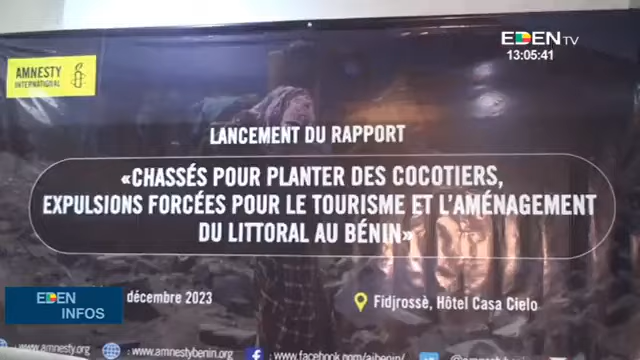 EDEN TV
13:05:41
AMNESTY
INTERNATIONAL
LANCEMENT DU RAPPORT
«CHASSÉS POUR PLANTER DES COCOTIERS,
EXPULSIONS FORCÉES POUR LE TOURISME ET L'AMÉNAGEMENT
DU LITTORAL AU BÉNIN»
décembre 2023
Fidjrossè, Hôtel Casa Cielo
EDEN
INFOS
: www.amnesty.org
: www.amnestybenin.org
: www.facebook.com/aibenin/